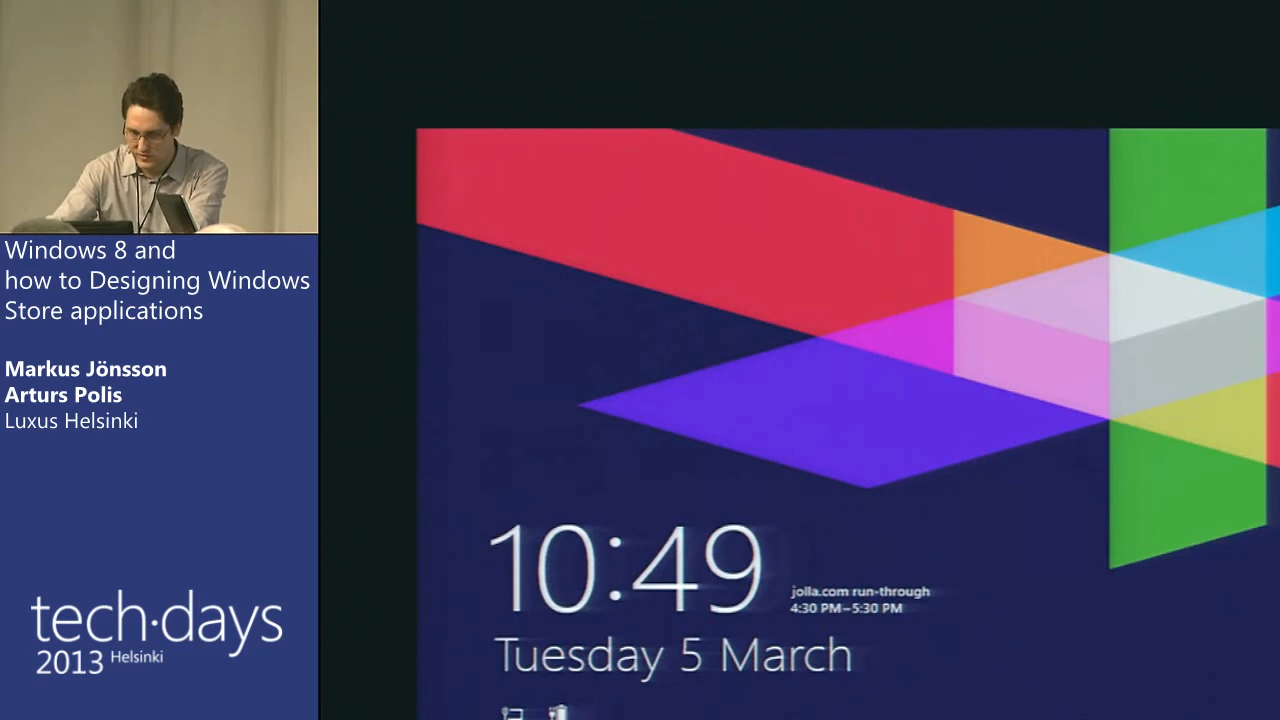 Windows 8 and
how to Designing Windows
Store applications
Markus Jönsson
Arturs Polis
Luxus Helsinki
tech·days
2013 Helsinki
10:49
jolla.com run-through
4:30 PM–5:30 PM
Tuesday 5 March